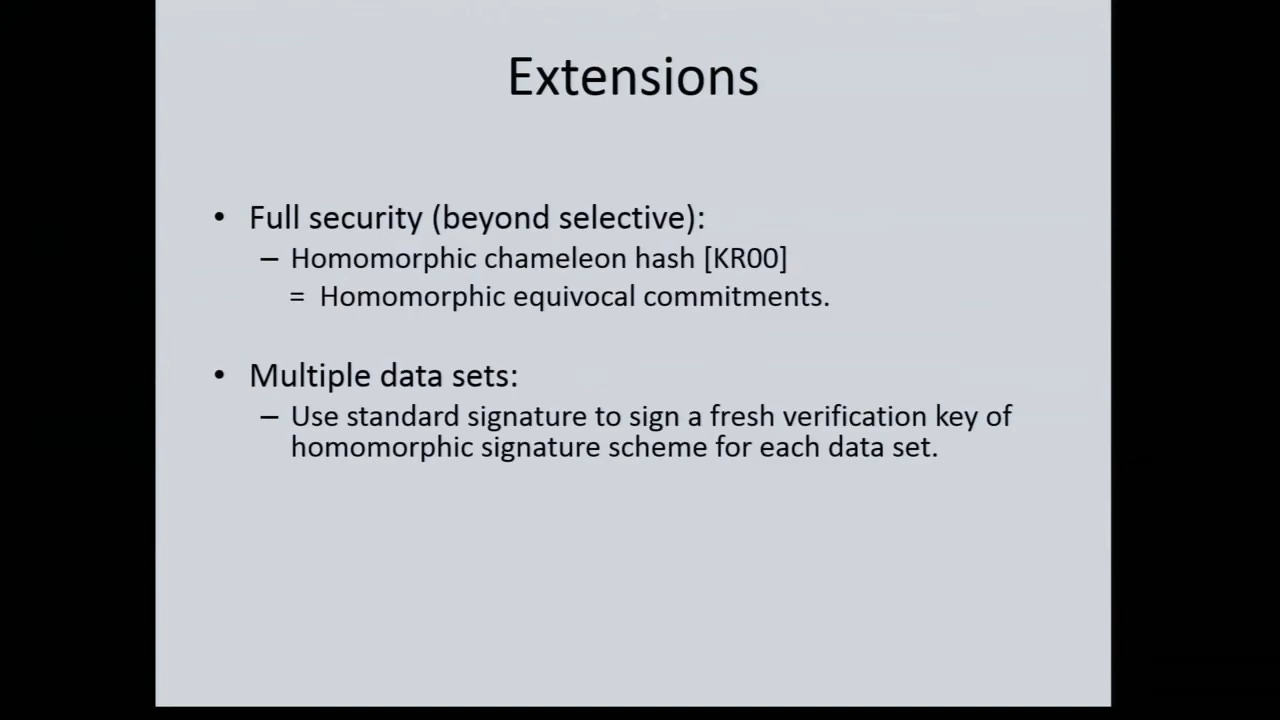 Extensions
• Full security (beyond selective):
– Homomorphic chameleon hash [KR00]
= Homomorphic equivocal commitments.
• Multiple data sets:
– Use standard signature to sign a fresh verification key of
homomorphic signature scheme for each data set.